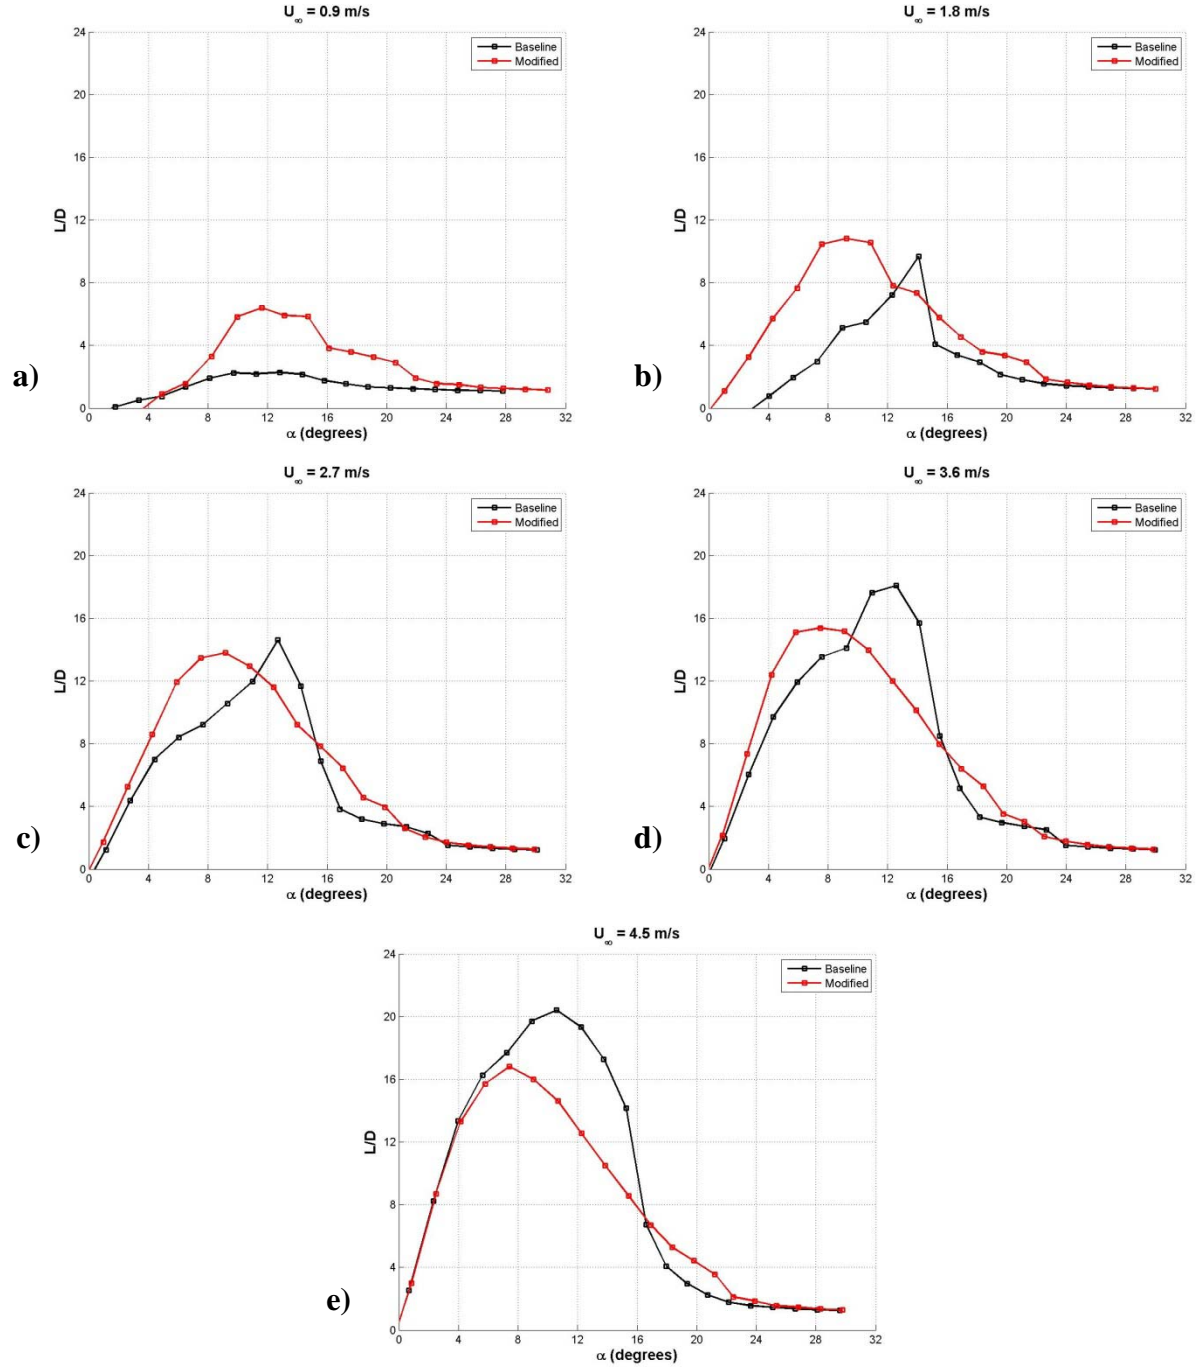 U∞ = 0.9 m/s
24
20
16
12
8
4
0
L/D
Baseline
Modified
a)
0 4 8 12 16 20 24 28 32
α (degrees)
U∞ = 1.8 m/s
24
20
16
12
8
4
0
L/D
Baseline
Modified
b)
0 4 8 12 16 20 24 28 32
α (degrees)
U∞ = 2.7 m/s
24
20
16
12
8
4
0
L/D
Baseline
Modified
c)
0 4 8 12 16 20 24 28 32
α (degrees)
U∞ = 3.6 m/s
24
20
16
12
8
4
0
L/D
Baseline
Modified
d)
0 4 8 12 16 20 24 28 32
α (degrees)
U∞ = 4.5 m/s
24
20
16
12
8
4
0
L/D
Baseline
Modified
e)
0 4 8 12 16 20 24 28 32
α (degrees)